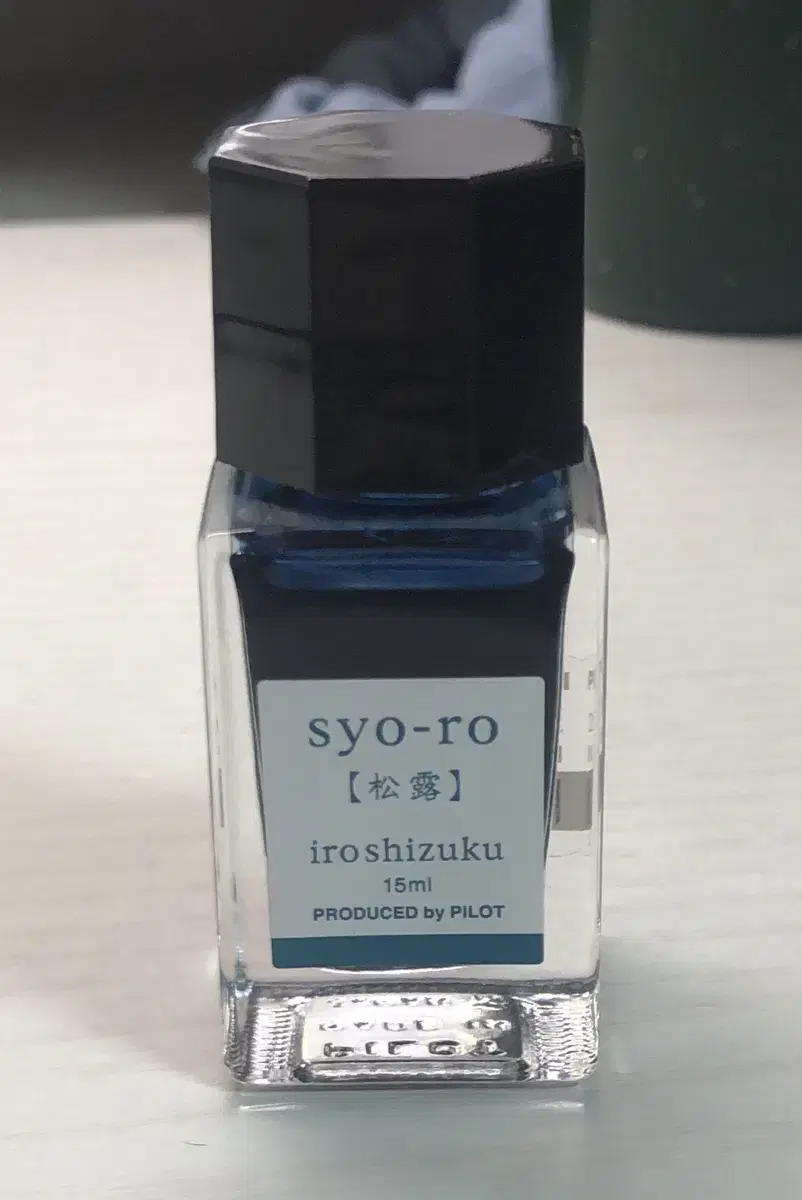 syo-ro
【松露】
iroshizuku
15ml
PRODUCED by PILOT